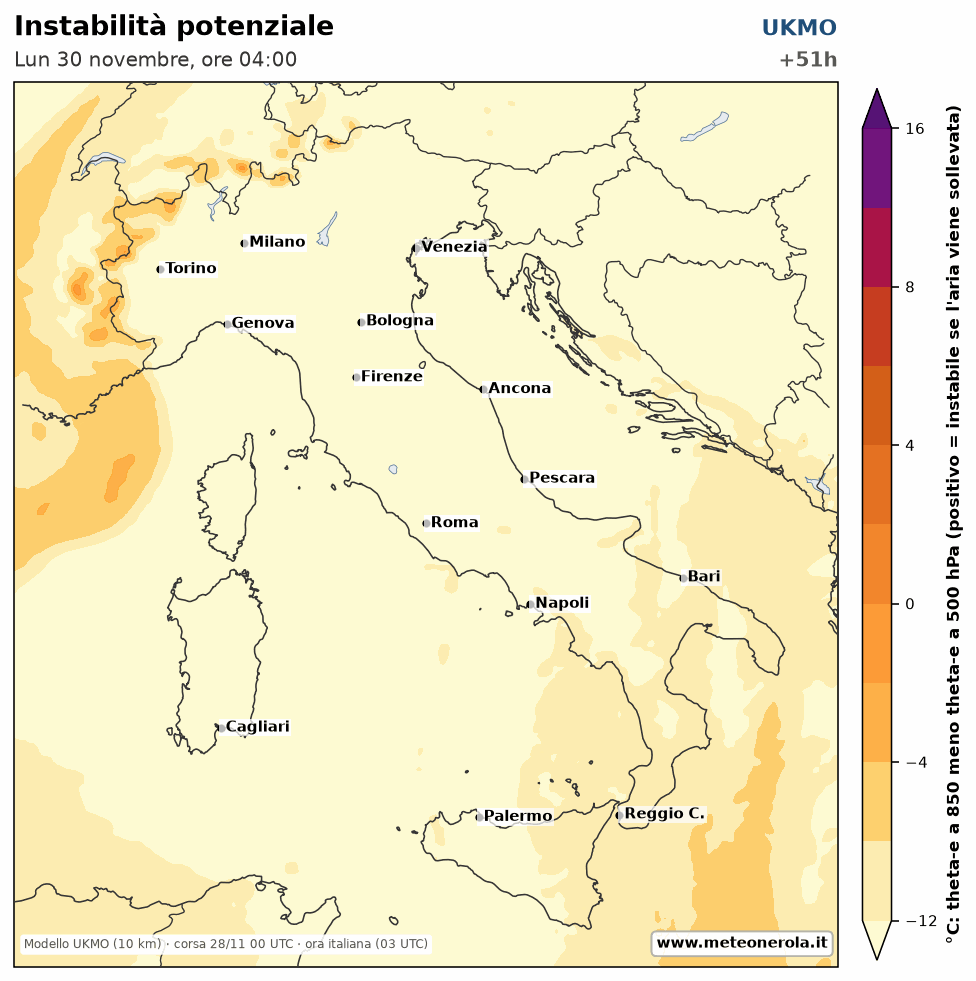 Instabilità potenziale
UKMO
Lun 30 novembre, ore 04:00
+51h
16
8
4
0
−4
−12
°C: theta-e a 850 meno theta-e a 500 hPa (positivo = instabile se l'aria viene sollevata)
Milano
Venezia
Torino
Genova
Bologna
Firenze
Ancona
Pescara
Roma
Bari
Napoli
Cagliari
Palermo
Reggio C.
Modello UKMO (10 km) · corsa 28/11 00 UTC · ora italiana (03 UTC)
www.meteonerola.it